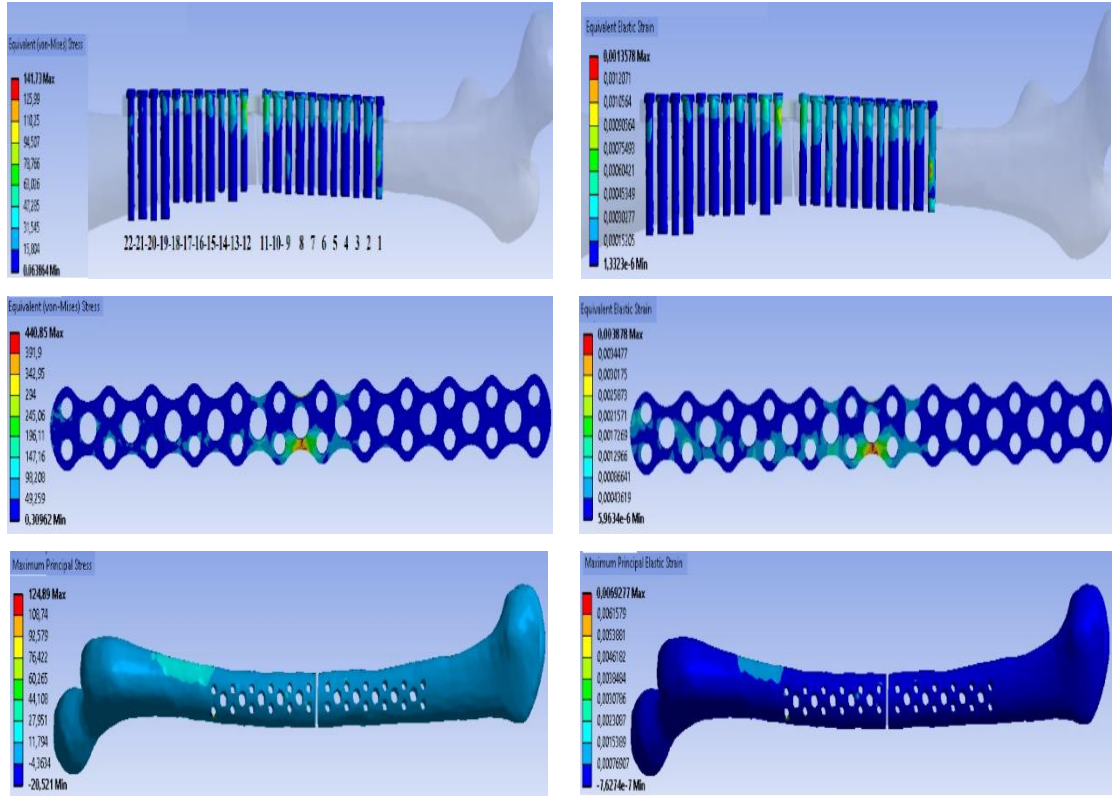 Equivalent (von-Mises) Stress
141,73 Max
125,99
110,25
94,507
78,766
63,026
47,285
31,545
15,804
0,063864 Min
22-21-20-19-18-17-16-15-14-13-12
11-10- 9 8 7 6 5 4 3 2 1
Equivalent Elastic Strain
0,0013578 Max
0,0012071
0,0010564
0,00090564
0,00075493
0,00060421
0,00045349
0,00030277
0,00015205
1,3323e-6 Min
Equivalent (von-Mises) Stress
440,85 Max
391,9
342,95
294
245,06
196,11
147,16
98,208
49,259
0,30962 Min
Equivalent Elastic Strain
0,003878 Max
0,0034477
0,0030175
0,0025873
0,0021571
0,0017269
0,0012966
0,00086641
0,00043619
5,9634e-6 Min
Maximum Principal Stress
124,89 Max
108,74
92,579
76,422
60,265
44,108
27,951
11,794
-4,3634
-20,521 Min
Maximum Principal Elastic Strain
0,0069277 Max
0,0061579
0,0053881
0,0046182
0,0038484
0,0030786
0,0023087
0,0015389
0,00076907
-7,6274e-7 Min